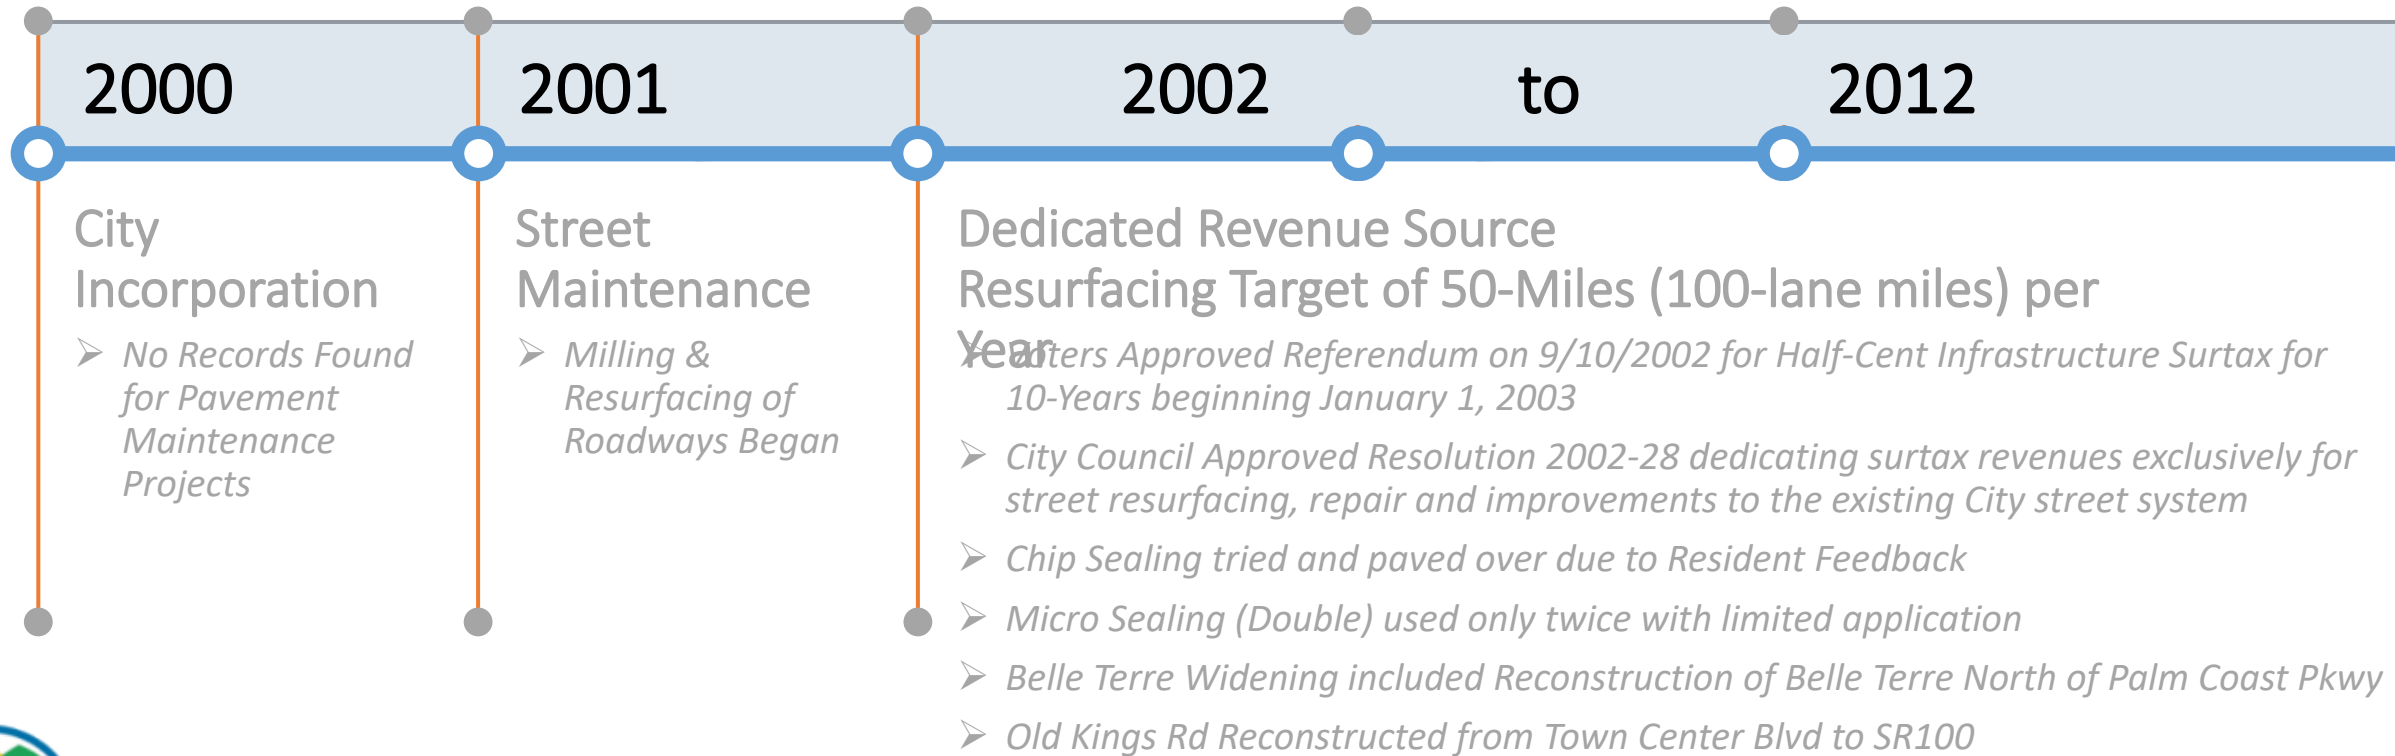 2000
2001
2002 to 2012
City
Incorporation
➢ No Records Found
for Pavement
Maintenance
Projects
Street
Maintenance
➢ Milling &
Resurfacing of
Roadways Began
Dedicated Revenue Source
Resurfacing Target of 50-Miles (100-lane miles) per
Year
➢ Voters Approved Referendum on 9/10/2002 for Half-Cent Infrastructure Surtax for
10-Years beginning January 1, 2003
➢ City Council Approved Resolution 2002-28 dedicating surtax revenues exclusively for
street resurfacing, repair and improvements to the existing City street system
➢ Chip Sealing tried and paved over due to Resident Feedback
➢ Micro Sealing (Double) used only twice with limited application
➢ Belle Terre Widening included Reconstruction of Belle Terre North of Palm Coast Pkwy
➢ Old Kings Rd Reconstructed from Town Center Blvd to SR100